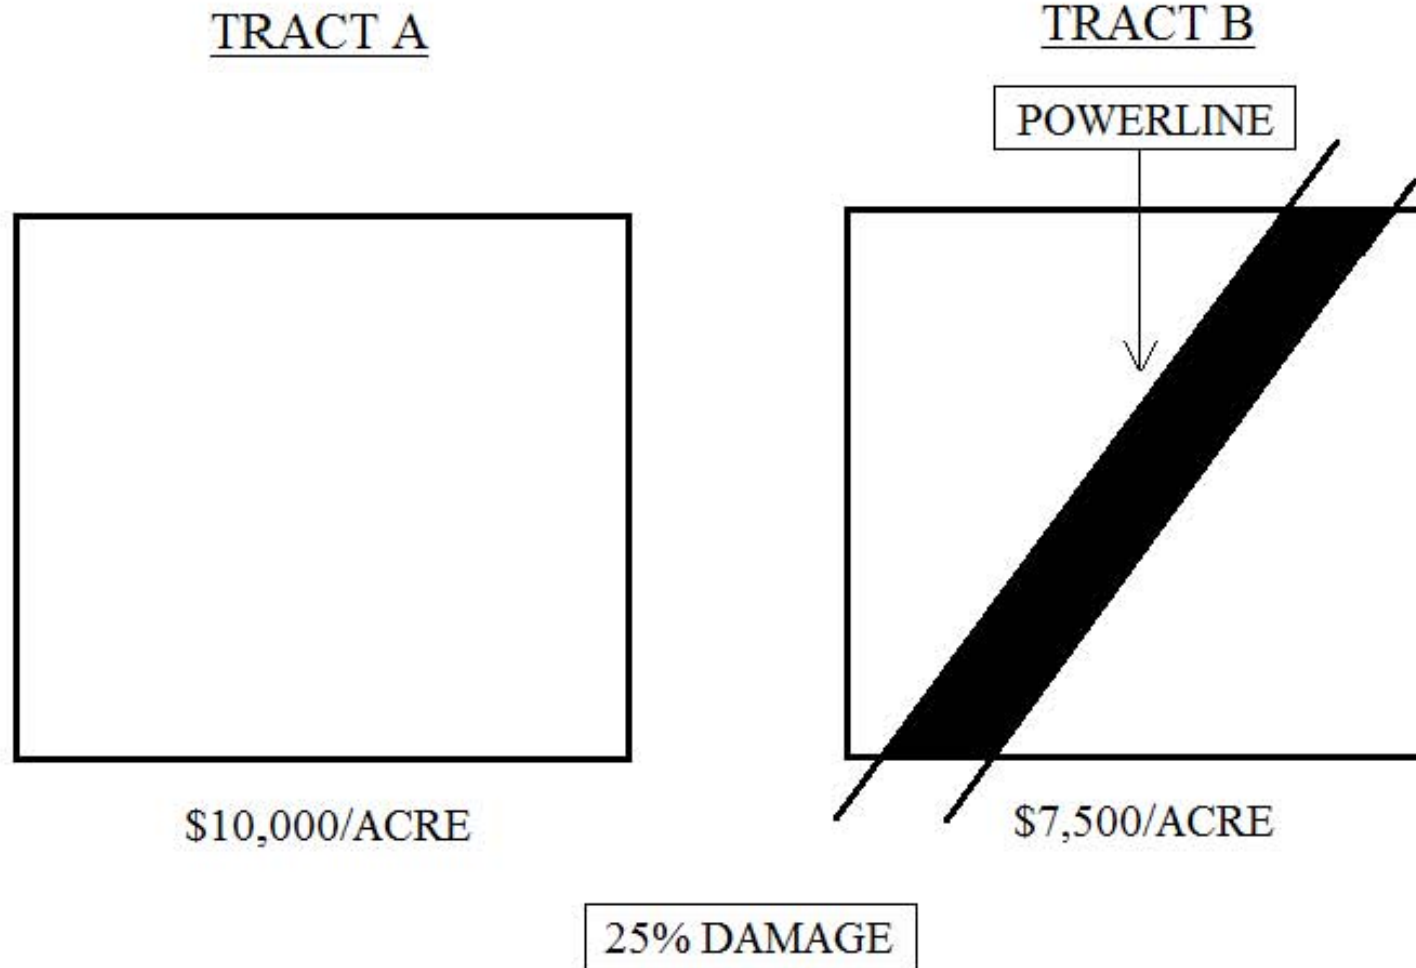 TRACT A
TRACT B
POWERLINE
$10,000/ACRE
$7,500/ACRE
25% DAMAGE